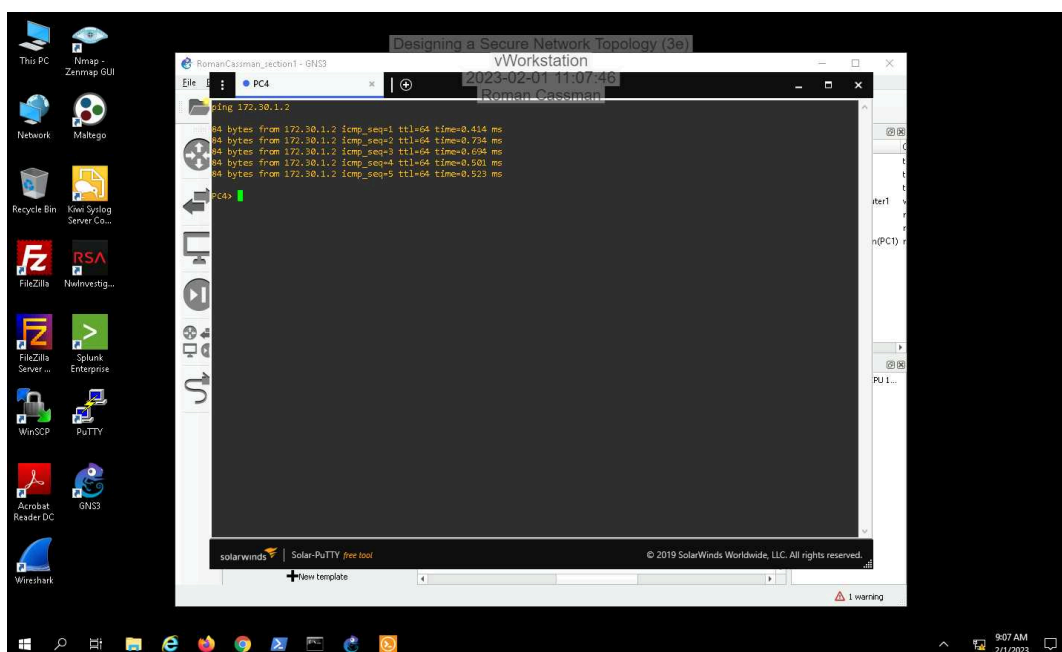 Designing a Secure Network Topology (3e)
vWorkstation
2023-02-01 11:07:46
Roman Cassman
This PC
Nmap -
Zenmap GUI
Network
Maltego
Recycle Bin
Kiwi Syslog
Server Co...
FileZilla
NwInvestig...
RSA
FileZilla
Server ...
Splunk
Enterprise
WinSCP
PuTTY
Acrobat
Reader DC
GNS3
Wireshark
RomanCassman_section1 - GNS3
File
PC4
ping 172.30.1.2
84 bytes from 172.30.1.2 icmp_seq=1 ttl=64 time=0.414 ms
84 bytes from 172.30.1.2 icmp_seq=2 ttl=64 time=0.734 ms
84 bytes from 172.30.1.2 icmp_seq=3 ttl=64 time=0.694 ms
84 bytes from 172.30.1.2 icmp_seq=4 ttl=64 time=0.501 ms
84 bytes from 172.30.1.2 icmp_seq=5 ttl=64 time=0.523 ms
PC4>
uter1
n(PC1)
PU 1...
solarwinds
Solar-PuTTY free tool
© 2019 SolarWinds Worldwide, LLC. All rights reserved.
New template
1 warning
9:07 AM
2/1/2023